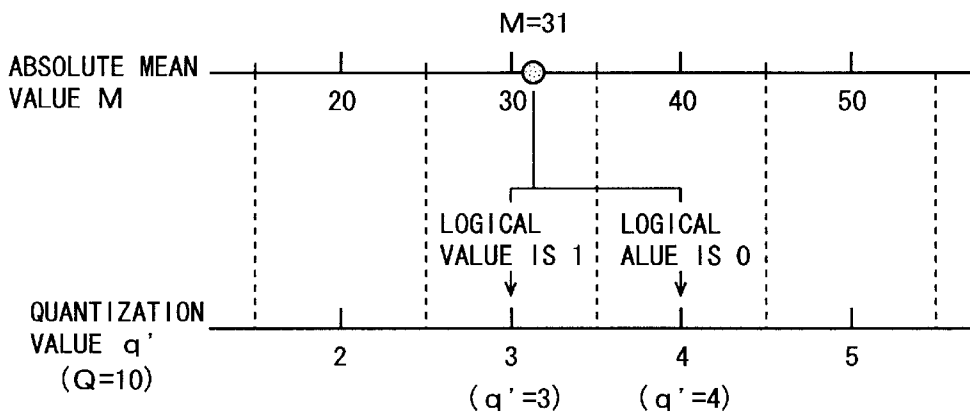 M=31
ABSOLUTE MEAN
VALUE M
20 30 40 50
LOGICAL
VALUE IS 1
LOGICAL
ALUE IS 0
QUANTIZATION
VALUE q'
(Q=10)
2 3 4 5
(q'=3) (q'=4)